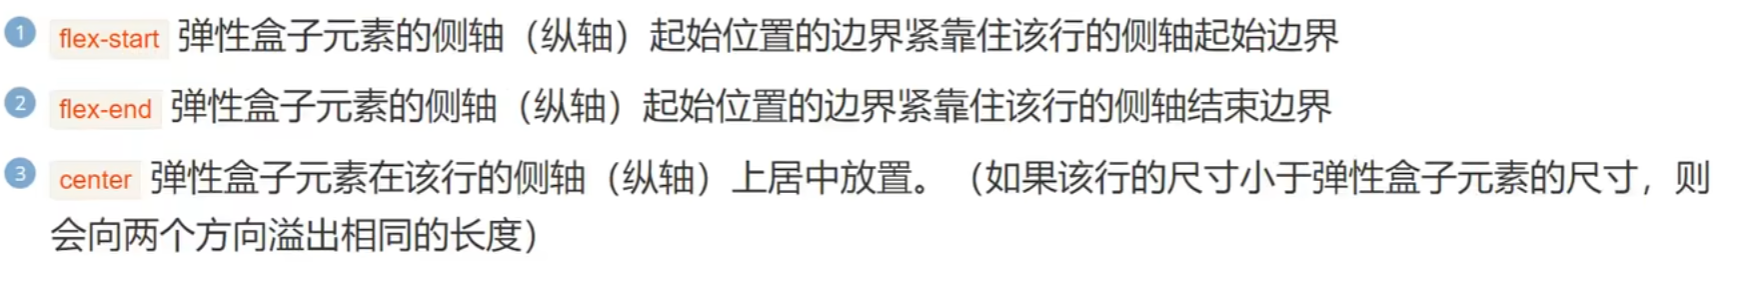 1 flex-start 弹性盒子元素的侧轴（纵轴）起始位置的边界紧靠住该行的侧轴起始边界
2 flex-end 弹性盒子元素的侧轴（纵轴）起始位置的边界紧靠住该行的侧轴结束边界
3 center 弹性盒子元素在该行的侧轴（纵轴）上居中放置。（如果该行的尺寸小于弹性盒子元素的尺寸，则
会向两个方向溢出相同的长度）